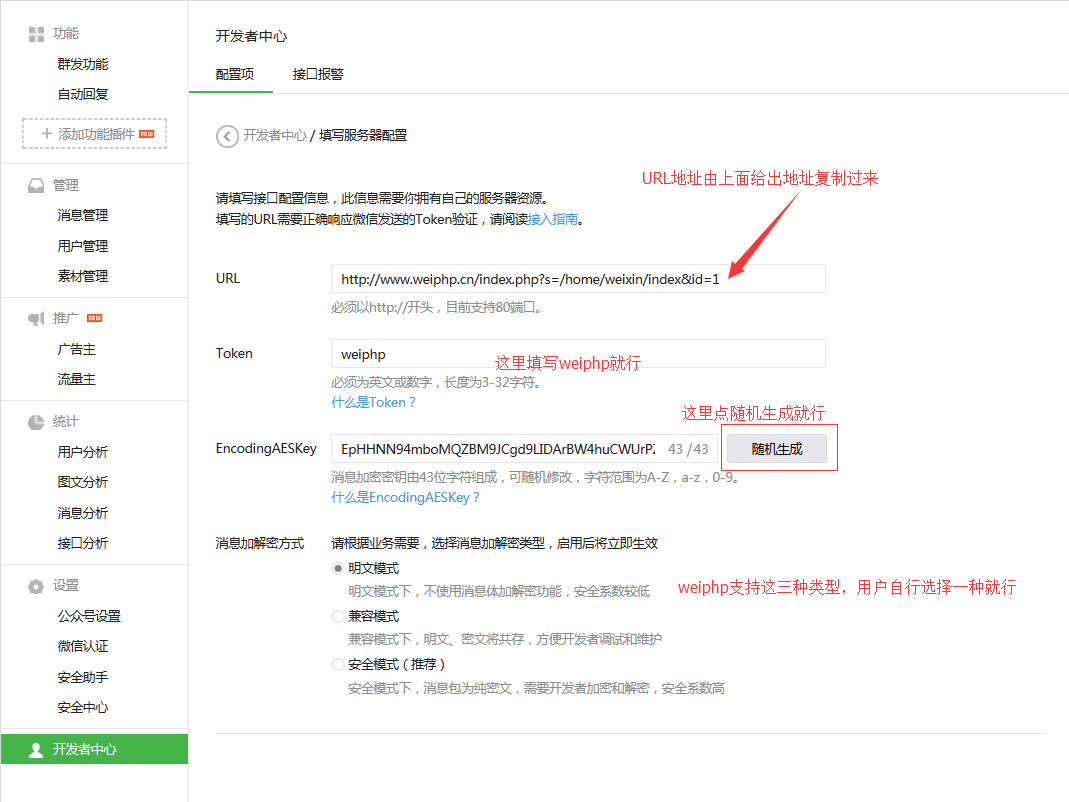 功能
群发功能
自动回复
+ 添加功能插件 NEW
管理
消息管理
用户管理
素材管理
推广 NEW
广告主
流量主
统计
用户分析
图文分析
消息分析
接口分析
设置
公众号设置
微信认证
安全助手
安全中心
开发者中心
开发者中心
配置项 接口报警
开发者中心 / 填写服务器配置
URL地址由上面给出地址复制过来
请填写接口配置信息，此信息需要你拥有自己的服务器资源。
填写的URL需要正确响应微信发送的Token验证，请阅读接入指南。
URL http://www.weiphp.cn/index.php?s=/home/weixin/index&id=1
必须以http://开头，目前支持80端口。
Token weiphp
这里填写weiphp就行
必须为英文或数字，长度为3-32字符。
什么是Token？
这里点随机生成就行
EncodingAESKey EpHHNN94mboMQZBM9JCgd9LIDArBW4huCWUrP 43 /43 随机生成
消息加密密钥由43位字符组成，可随机修改，字符范围为A-Z，a-z，0-9。
什么是EncodingAESKey？
消息加解密方式 请根据业务需要，选择消息加解密类型，启用后将立即生效
明文模式
明文模式下，不使用消息体加解密功能，安全系数较低
weiphp支持这三种类型，用户自行选择一种就行
兼容模式
兼容模式下，明文、密文将共存，方便开发者调试和维护
安全模式（推荐）
安全模式下，消息包为纯密文，需要开发者加密和解密，安全系数高